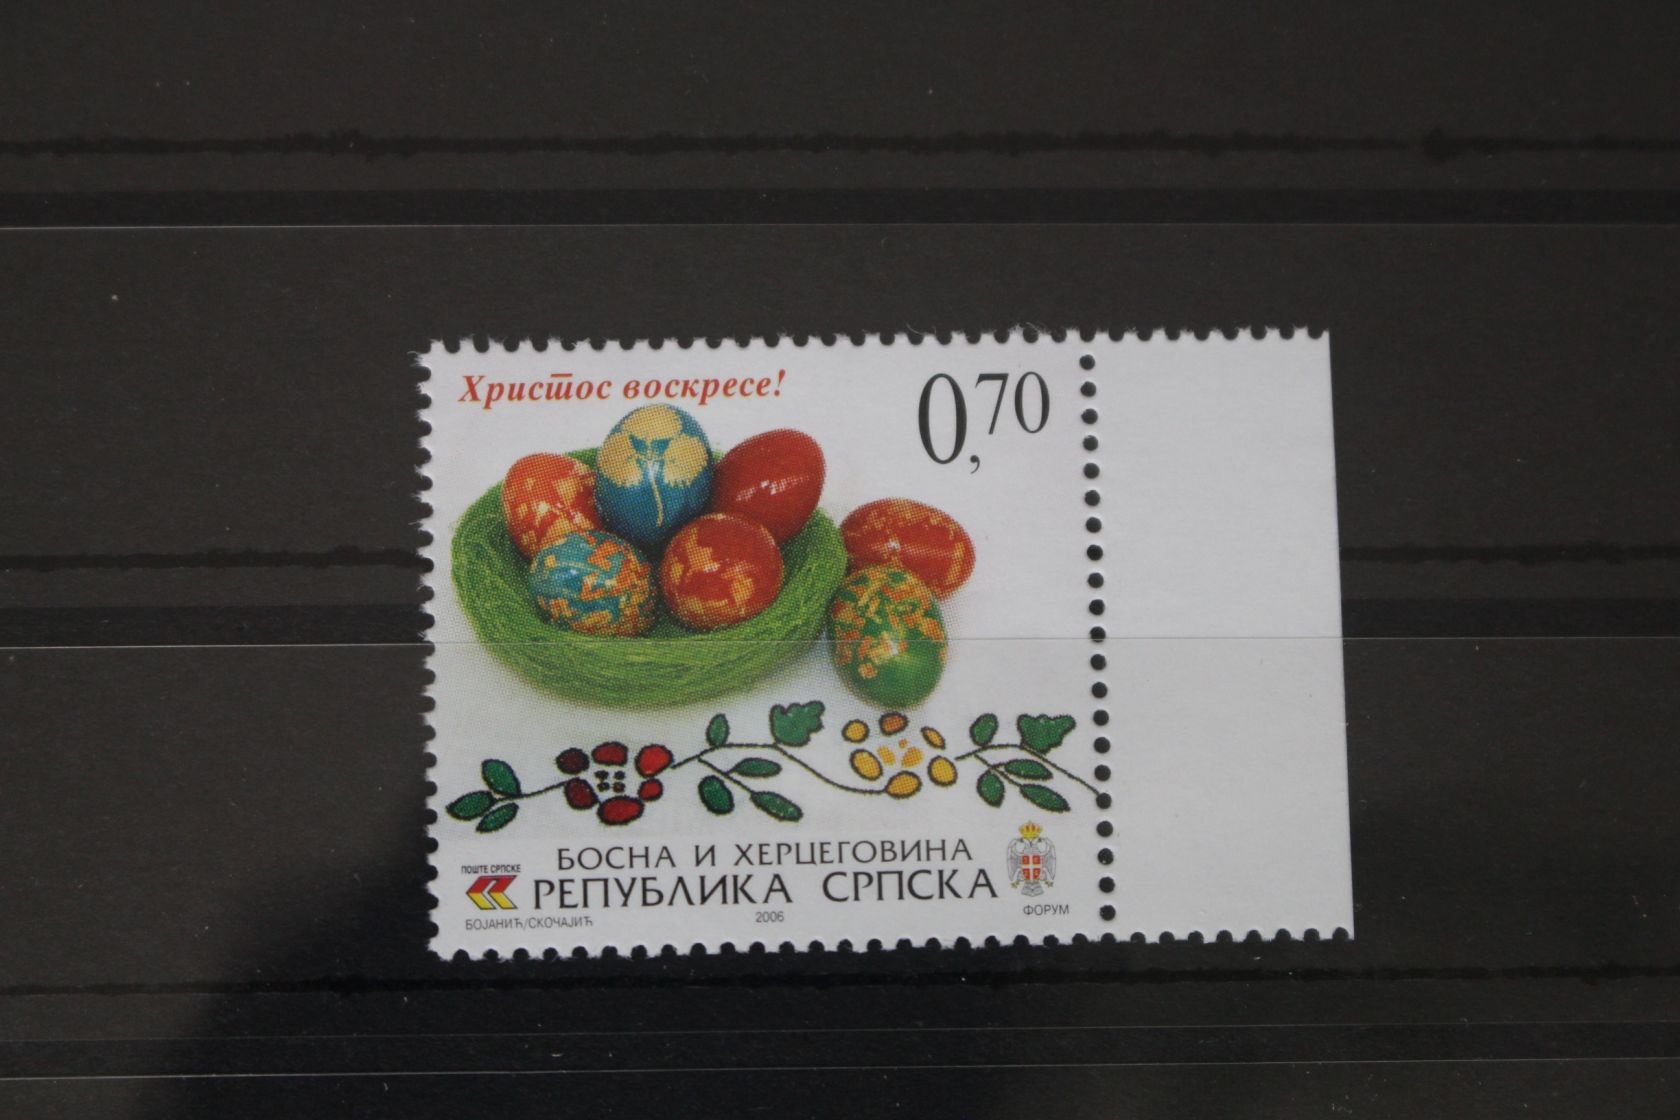 Христос воскресе!
0,70
БОСНА И ХЕРЦЕГОВИНА
ПОШТЕ СРПСКЕ
РЕПУБЛИКА СРПСКА
БОЈАНИЋ/СКОЧАЈИЋ
2006
ФОРУМ